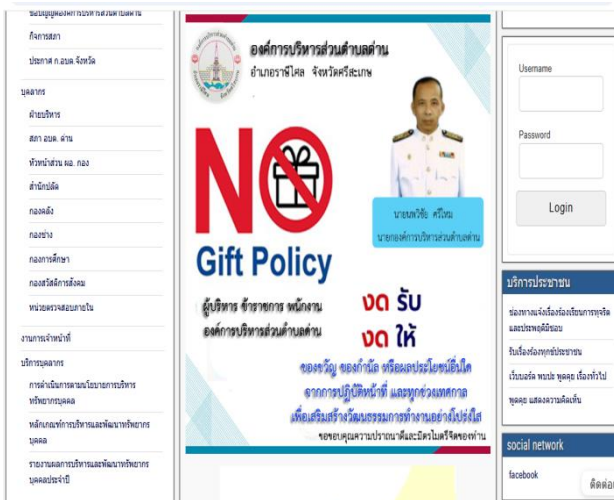 ข้อบัญญัติองค์การบริหารส่วนตำบลด่าน
กิจการสภา
ประกาศ ก.อบต.จังหวัด
บุคลากร
ฝ่ายบริหาร
สภา อบต. ด่าน
หัวหน้าส่วน ผอ. กอง
สำนักปลัด
กองคลัง
กองช่าง
กองการศึกษา
กองสวัสดิการสังคม
หน่วยตรวจสอบภายใน
งานการเจ้าหน้าที่
บริการบุคลากร
การดำเนินการตามนโยบายการบริหาร
ทรัพยากรบุคคล
หลักเกณฑ์การบริหารและพัฒนาทรัพยากร
บุคคล
รายงานผลการบริหารและพัฒนาทรัพยากร
บุคคลประจำปี
องค์การบริหารส่วนตำบลด่าน
อำเภอราษีไศล จังหวัดศรีสะเกษ
NO
Gift Policy
นายนพวิชัย ศรีไหม
นายกองค์การบริหารส่วนตำบลด่าน
ผู้บริหาร ข้าราชการ พนักงาน
องค์การบริหารส่วนตำบลด่าน
งด รับ
งด ให้
ของขวัญ ของกำนัล หรือผลประโยชน์อื่นใด
จากการปฏิบัติหน้าที่ และทุกช่วงเทศกาล
เพื่อเสริมสร้างวัฒนธรรมการทำงานอย่างโปร่งใส
ขอขอบคุณความปรารถนาดีและมิตรไมตรีจิตของท่าน
Username
Password
Login
บริการประชาชน
ช่องทางแจ้งเรื่องร้องเรียนการทุจริต
และประพฤติมิชอบ
รับเรื่องร้องทุกข์ประชาชน
เว็บบอร์ด พบปะ พูดคุย เรื่องทั่วไป
พูดคุย แสดงความคิดเห็น
social network
facebook
ติดต่อ